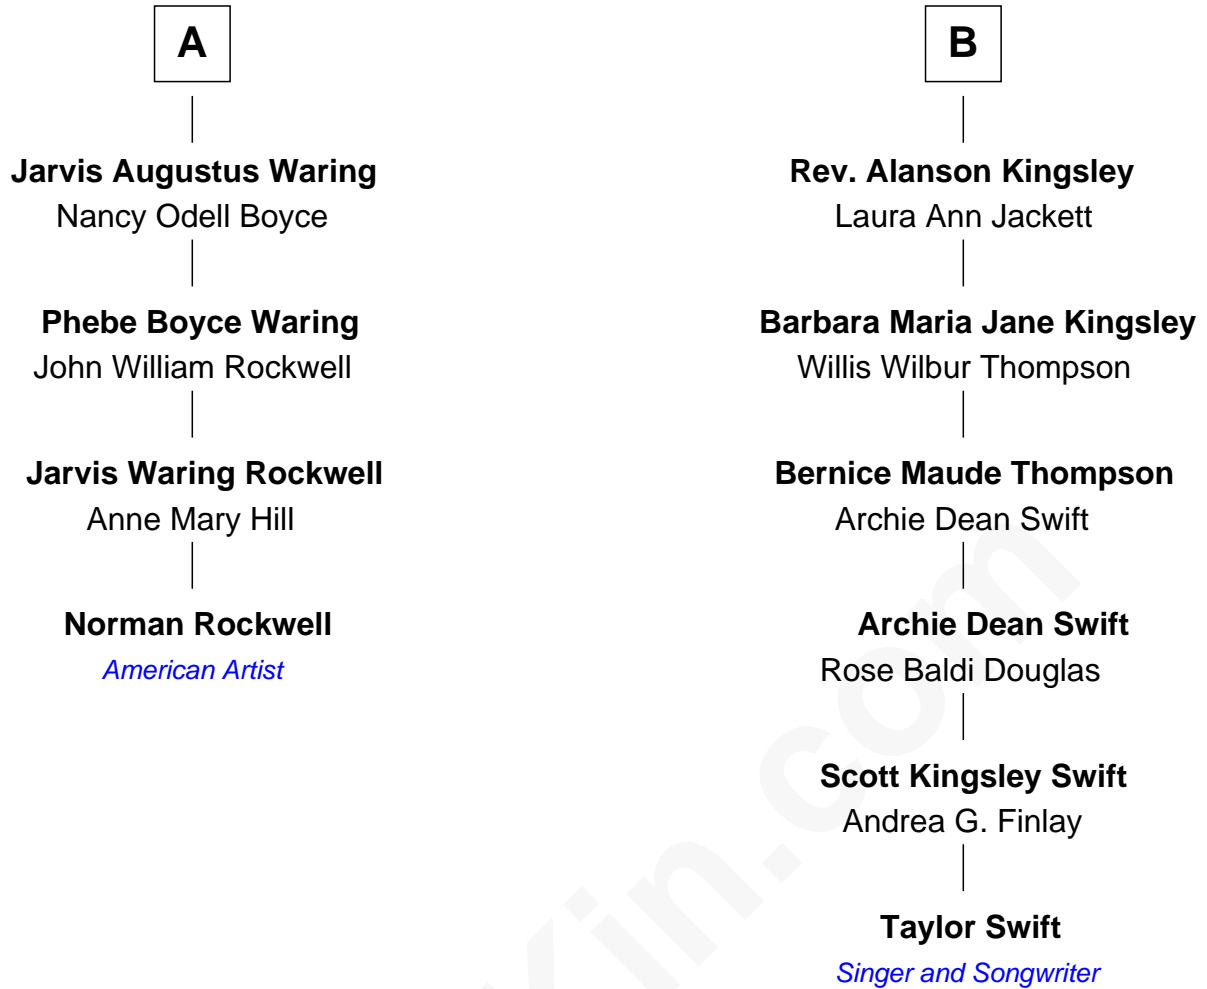 A
Jarvis Augustus Waring
Nancy Odell Boyce
Phebe Boyce Waring
John William Rockwell
Jarvis Waring Rockwell
Anne Mary Hill
Norman Rockwell
American Artist
B
Rev. Alanson Kingsley
Laura Ann Jackett
Barbara Maria Jane Kingsley
Willis Wilbur Thompson
Bernice Maude Thompson
Archie Dean Swift
Archie Dean Swift
Rose Baldi Douglas
Scott Kingsley Swift
Andrea G. Finlay
Taylor Swift
Singer and Songwriter
Kin.com